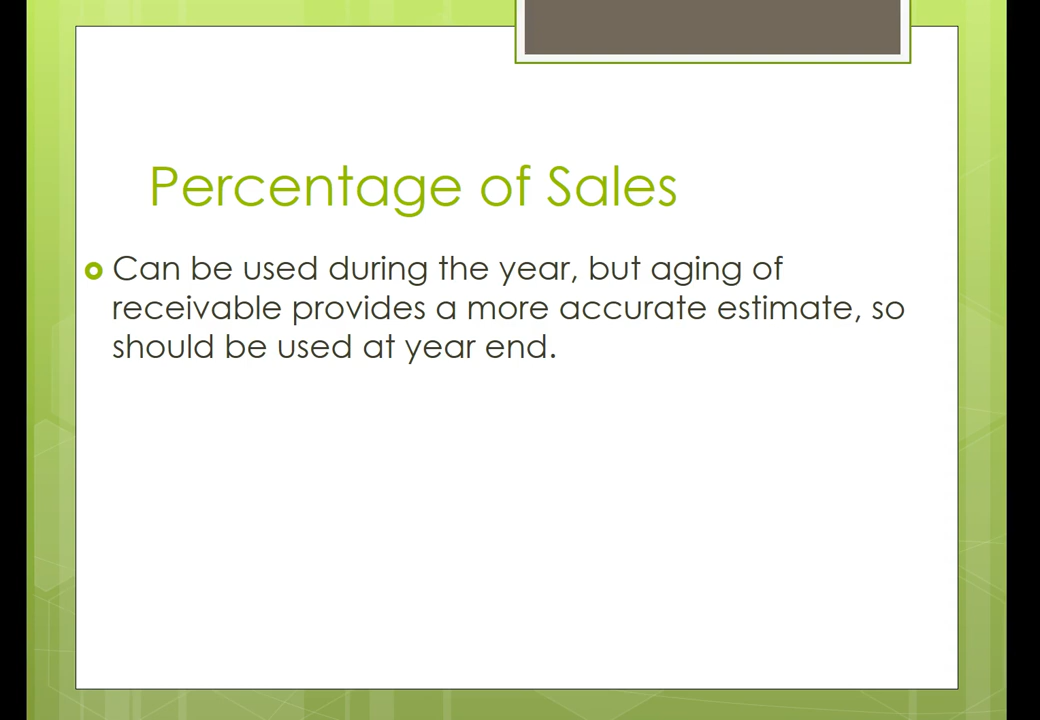 Percentage of Sales
Can be used during the year, but aging of
receivable provides a more accurate estimate, so
should be used at year end.